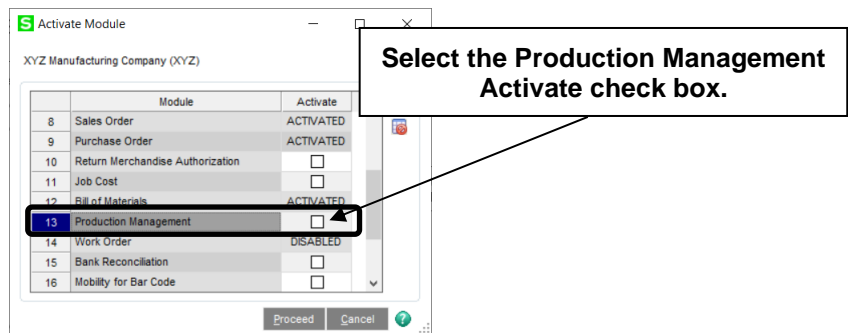 S Activate Module
XYZ Manufacturing Company (XYZ)
Select the Production Management
Activate check box.
Module Activate
8 Sales Order ACTIVATED
9 Purchase Order ACTIVATED
10 Return Merchandise Authorization
11 Job Cost
12 Bill of Materials ACTIVATED
13 Production Management
14 Work Order DISABLED
15 Bank Reconciliation
16 Mobility for Bar Code
Proceed Cancel ?